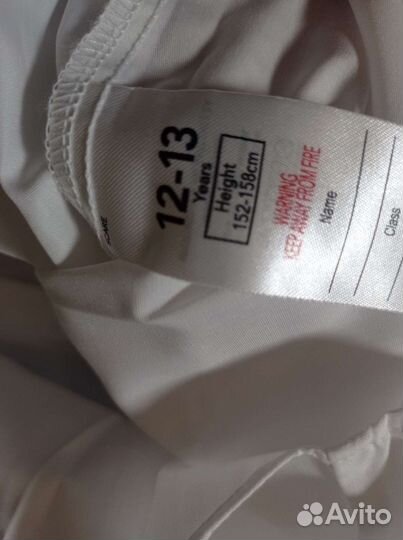 12-13
Years
Height
152-158cm
WARNING
KEEP AWAY FROM FIRE
Name
Class
Avito